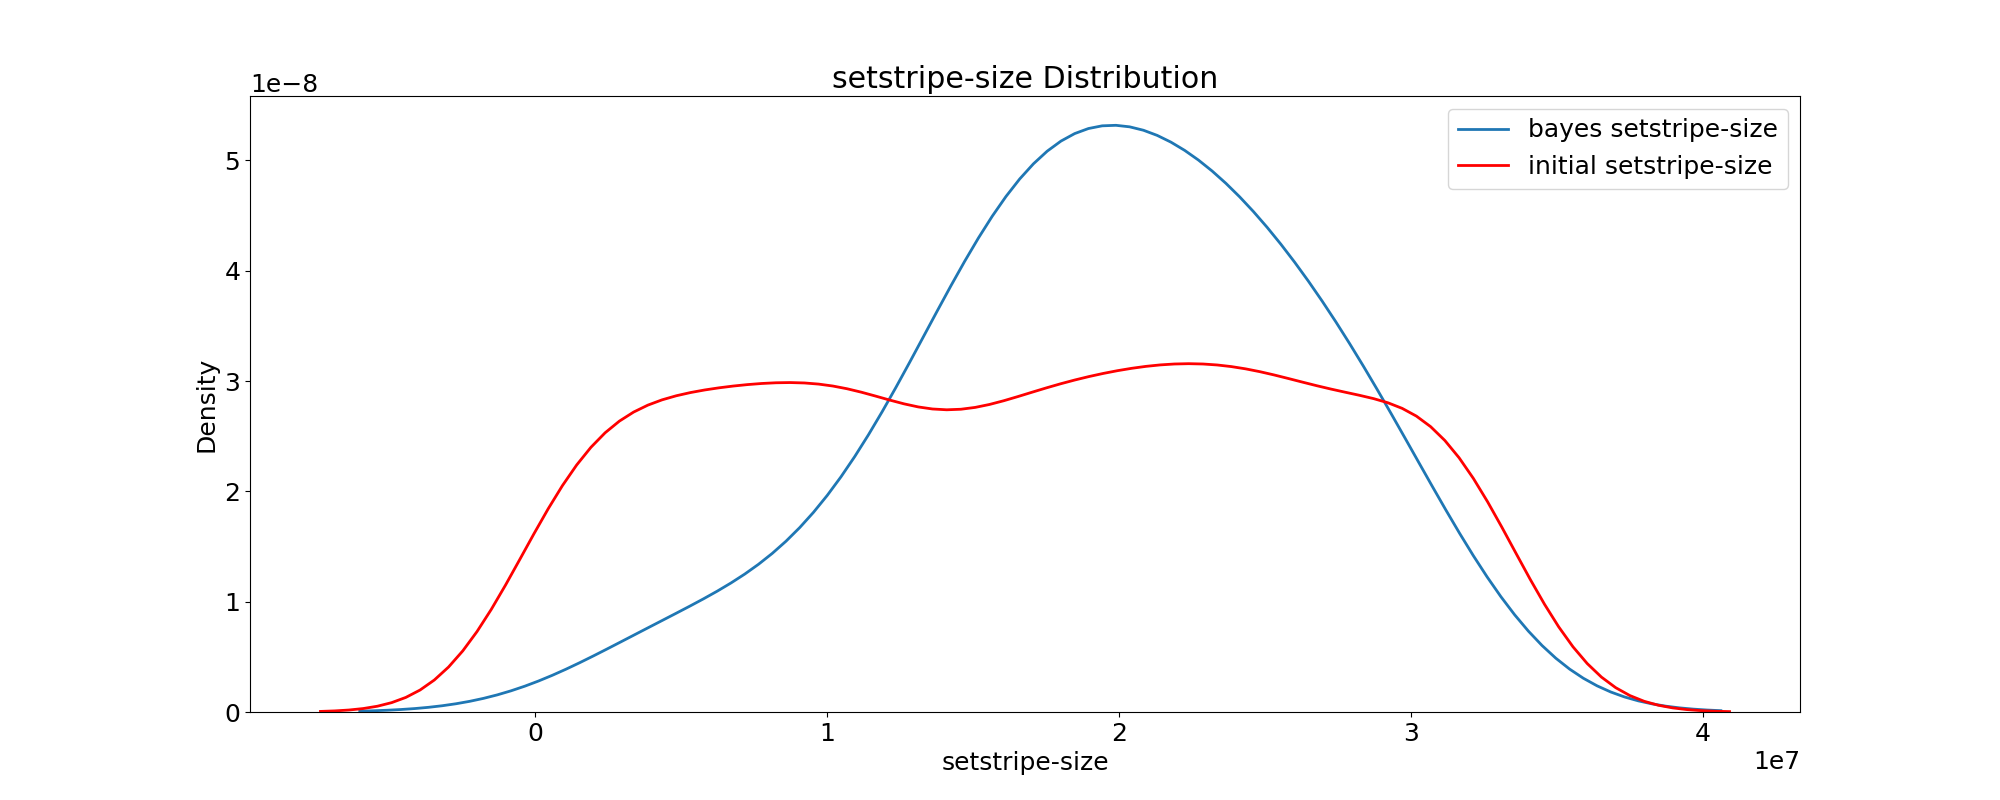 setstripe-size Distribution
1e−8
bayes setstripe-size
initial setstripe-size
5
4
3
2
1
0
Density
0 1 2 3 4
setstripe-size
1e7